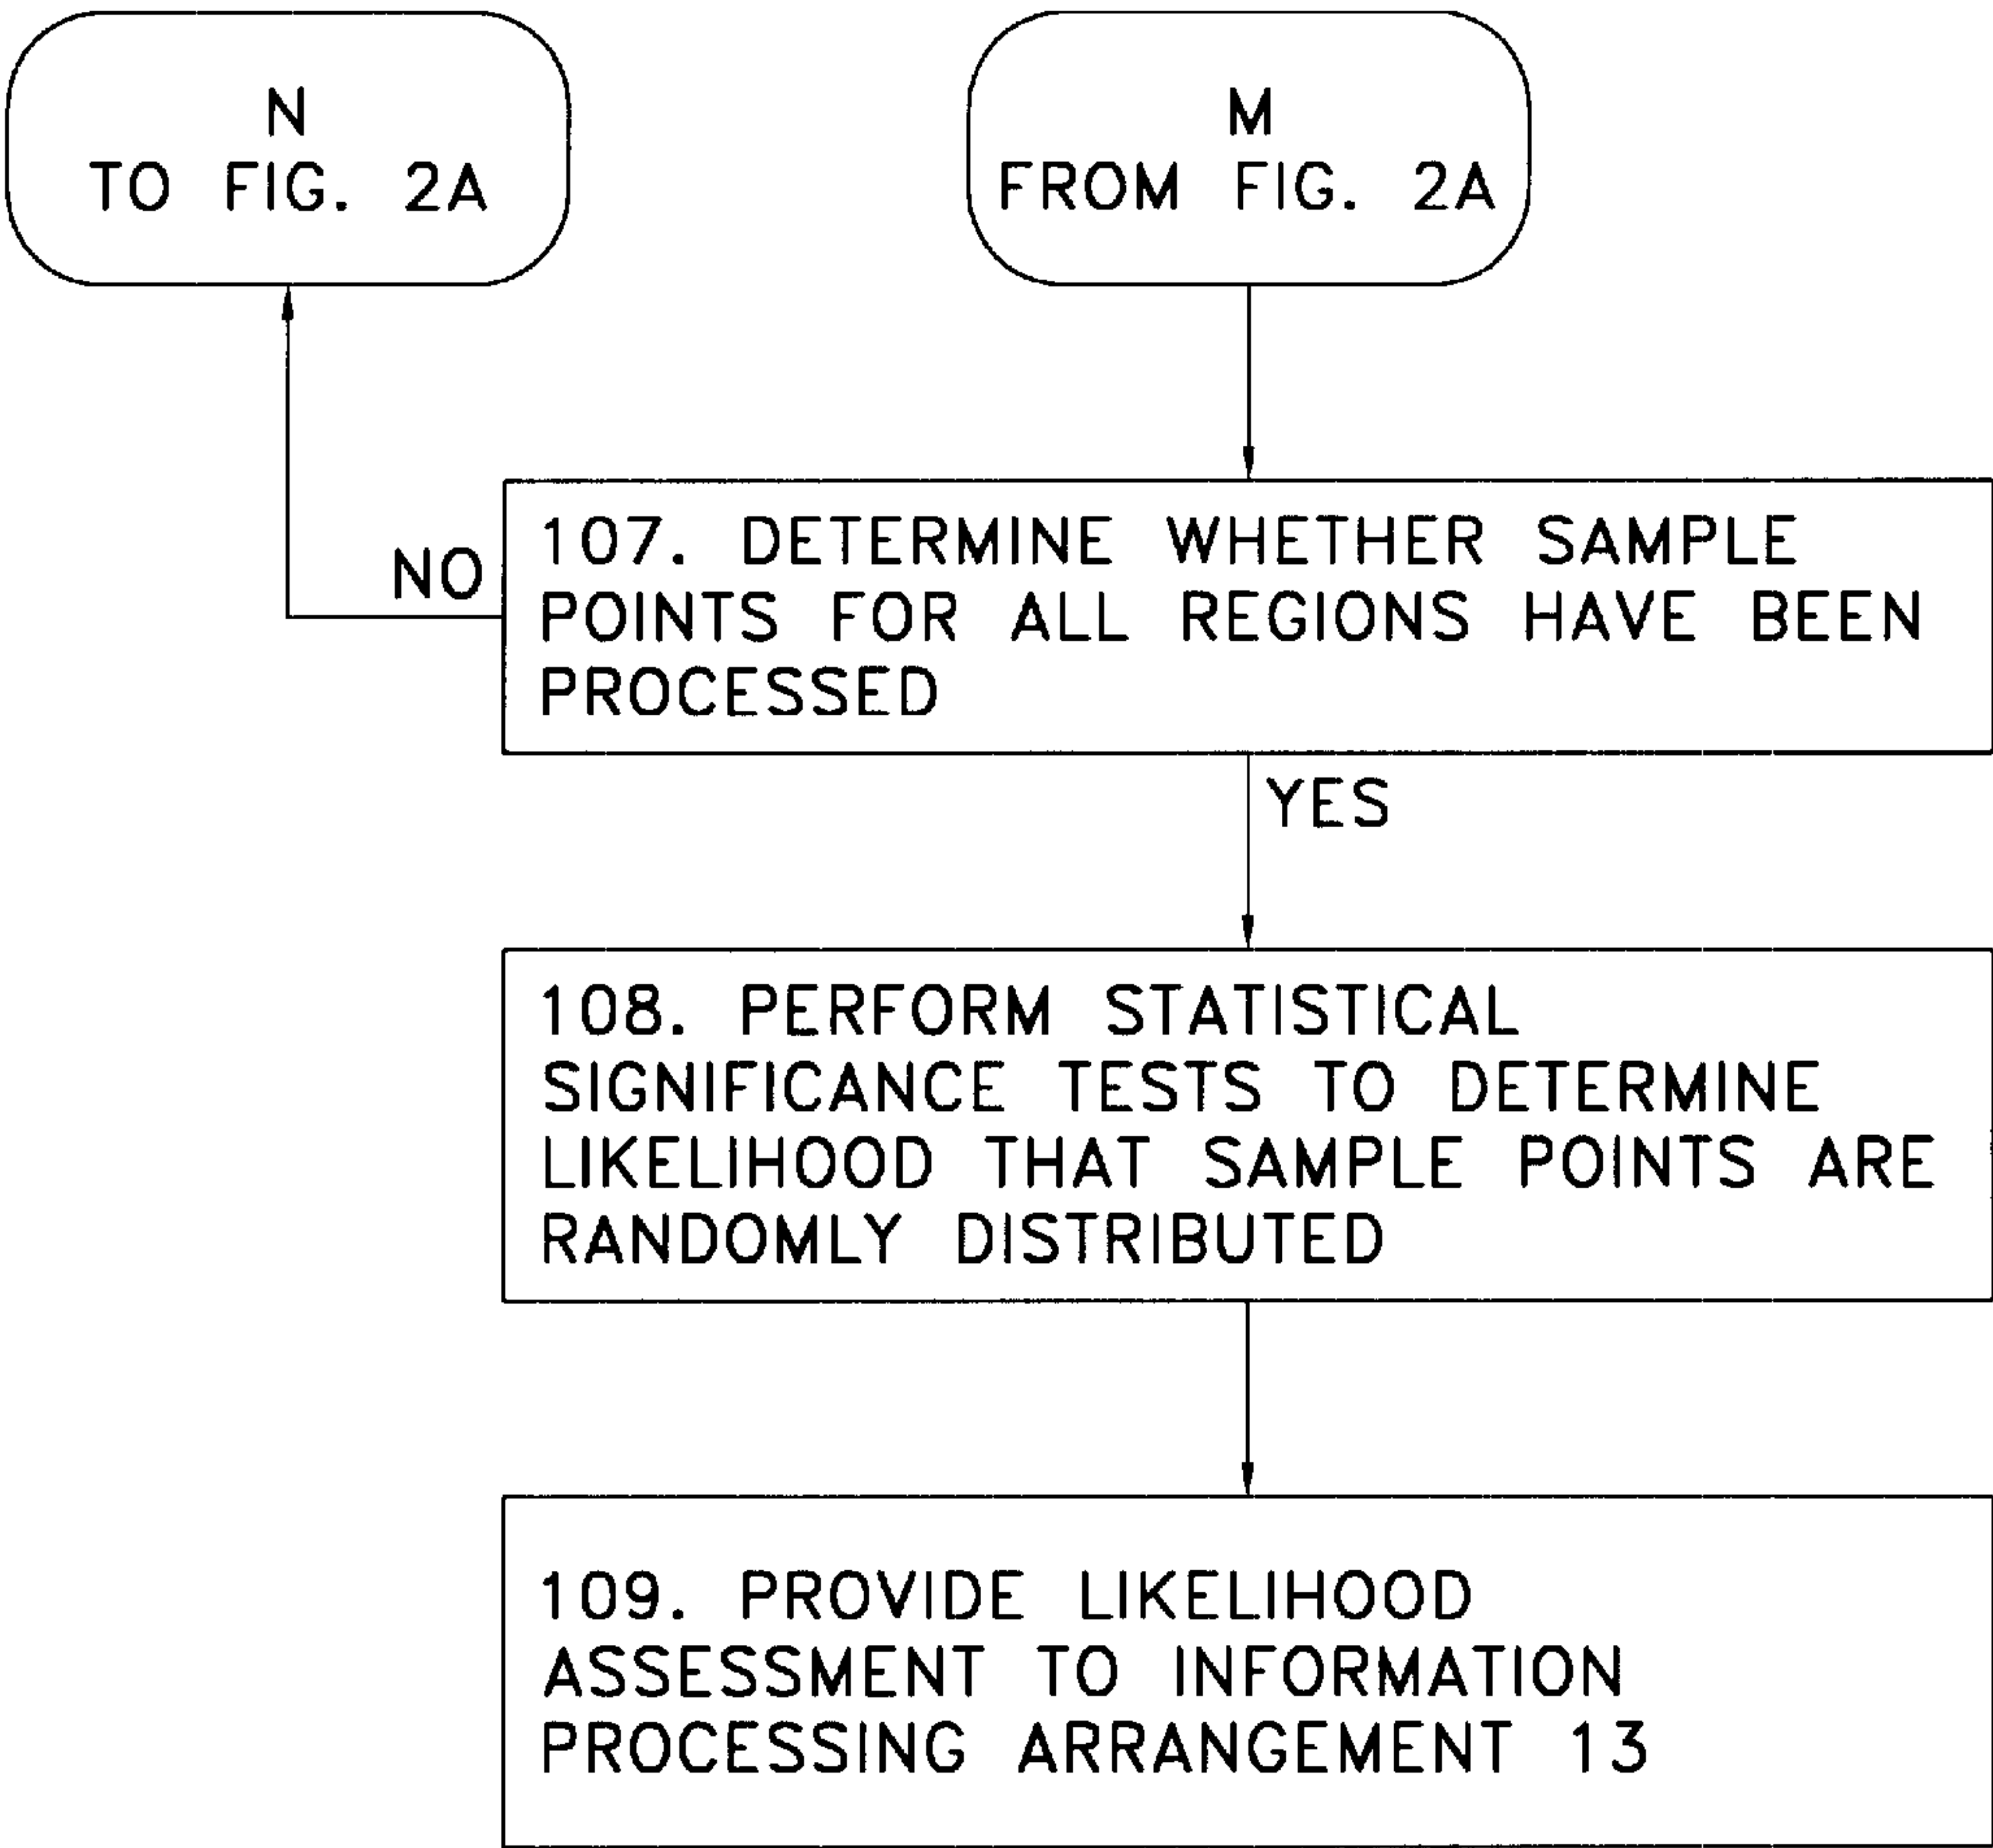 N
TO FIG. 2A
M
FROM FIG. 2A
NO
107. DETERMINE WHETHER SAMPLE
POINTS FOR ALL REGIONS HAVE BEEN
PROCESSED
YES
108. PERFORM STATISTICAL
SIGNIFICANCE TESTS TO DETERMINE
LIKELIHOOD THAT SAMPLE POINTS ARE
RANDOMLY DISTRIBUTED
109. PROVIDE LIKELIHOOD
ASSESSMENT TO INFORMATION
PROCESSING ARRANGEMENT 13